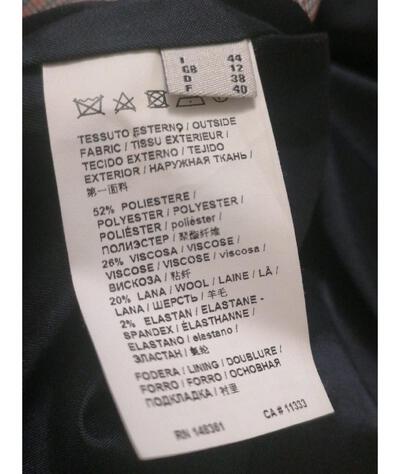 I 44
GB 12
D 38
F 40
TESSUTO ESTERNO / OUTSIDE
FABRIC / TISSU EXTERIEUR /
TECIDO EXTERNO / TEJIDO
EXTERIOR / НАРУЖНАЯ ТКАНЬ /
第一面料
52% POLIESTERE /
POLYESTER / POLYESTER /
POLIÈSTER / poliéster /
ПОЛИЭСТЕР / 聚酯纤维
26% VISCOSA / VISCOSE /
VISCOSE / VISCOSE / viscosa /
ВИСКОЗА / 粘纤
20% LANA / WOOL / LAINE / LÃ /
LANA / ШЕРСТЬ / 羊毛
2% ELASTAN / ELASTANE -
SPANDEX / ÉLASTHANNE /
ELASTANO / elastano /
ЭЛАСТАН / 氨纶
FODERA / LINING / DOUBLURE /
FORRO / FORRO / ОСНОВНАЯ
ПОДКЛАДКА / 衬里
RN 148361 CA # 11333